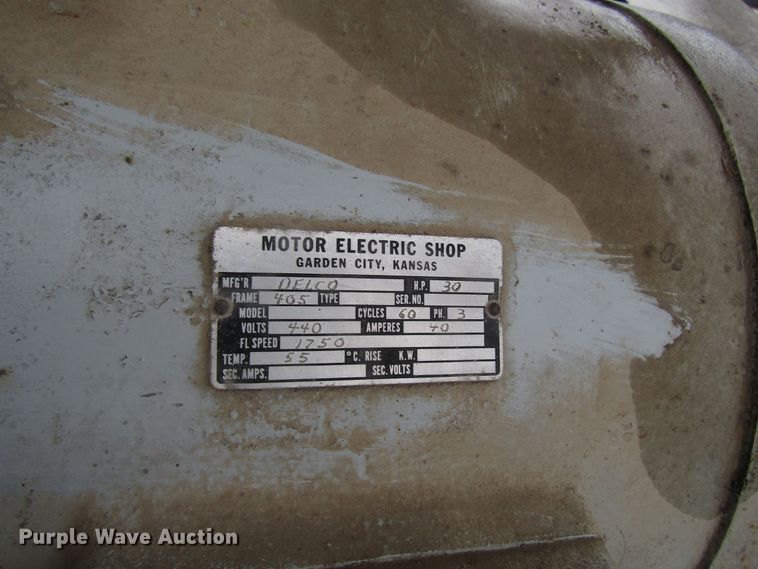 MOTOR ELECTRIC SHOP
GARDEN CITY, KANSAS
MFG'R DELCO H.P. 30
FRAME 405 TYPE SER.NO.
MODEL CYCLES 60 PH. 3
VOLTS 440 AMPERES 40
FL SPEED 1750
TEMP. 55 °C. RISE K.W.
SEC. AMPS. SEC. VOLTS
Purple Wave Auction